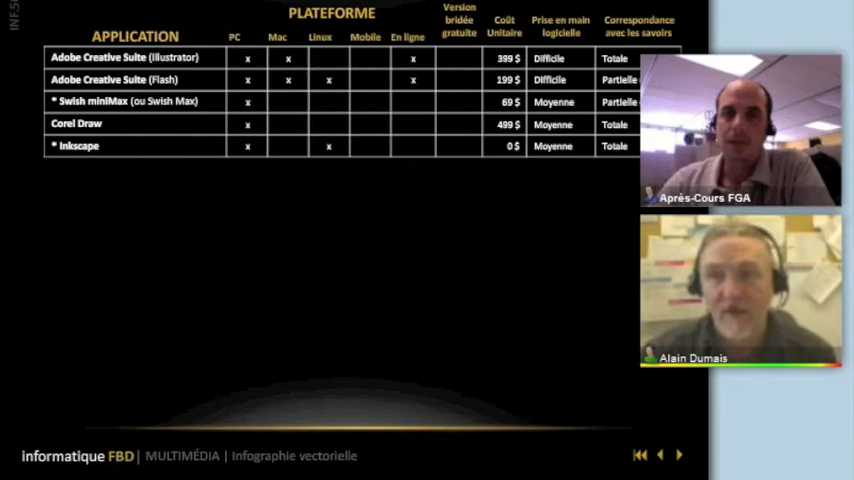 INF.5
PLATEFORME
Version bridée gratuite
Coût Unitaire
Prise en main logicielle
Correspondance avec les savoirs
APPLICATION PC Mac Linux Mobile En ligne
Adobe Creative Suite (Illustrator) x x x 399 $ Difficile Totale
Adobe Creative Suite (Flash) x x x x 199 $ Difficile Partielle
* Swish miniMax (ou Swish Max) x 69 $ Moyenne Partielle
Corel Draw x 499 $ Moyenne Totale
* Inkscape x x 0 $ Moyenne Totale
Après-Cours FGA
Alain Dumais
informatique FBD | MULTIMÉDIA | Infographie vectorielle